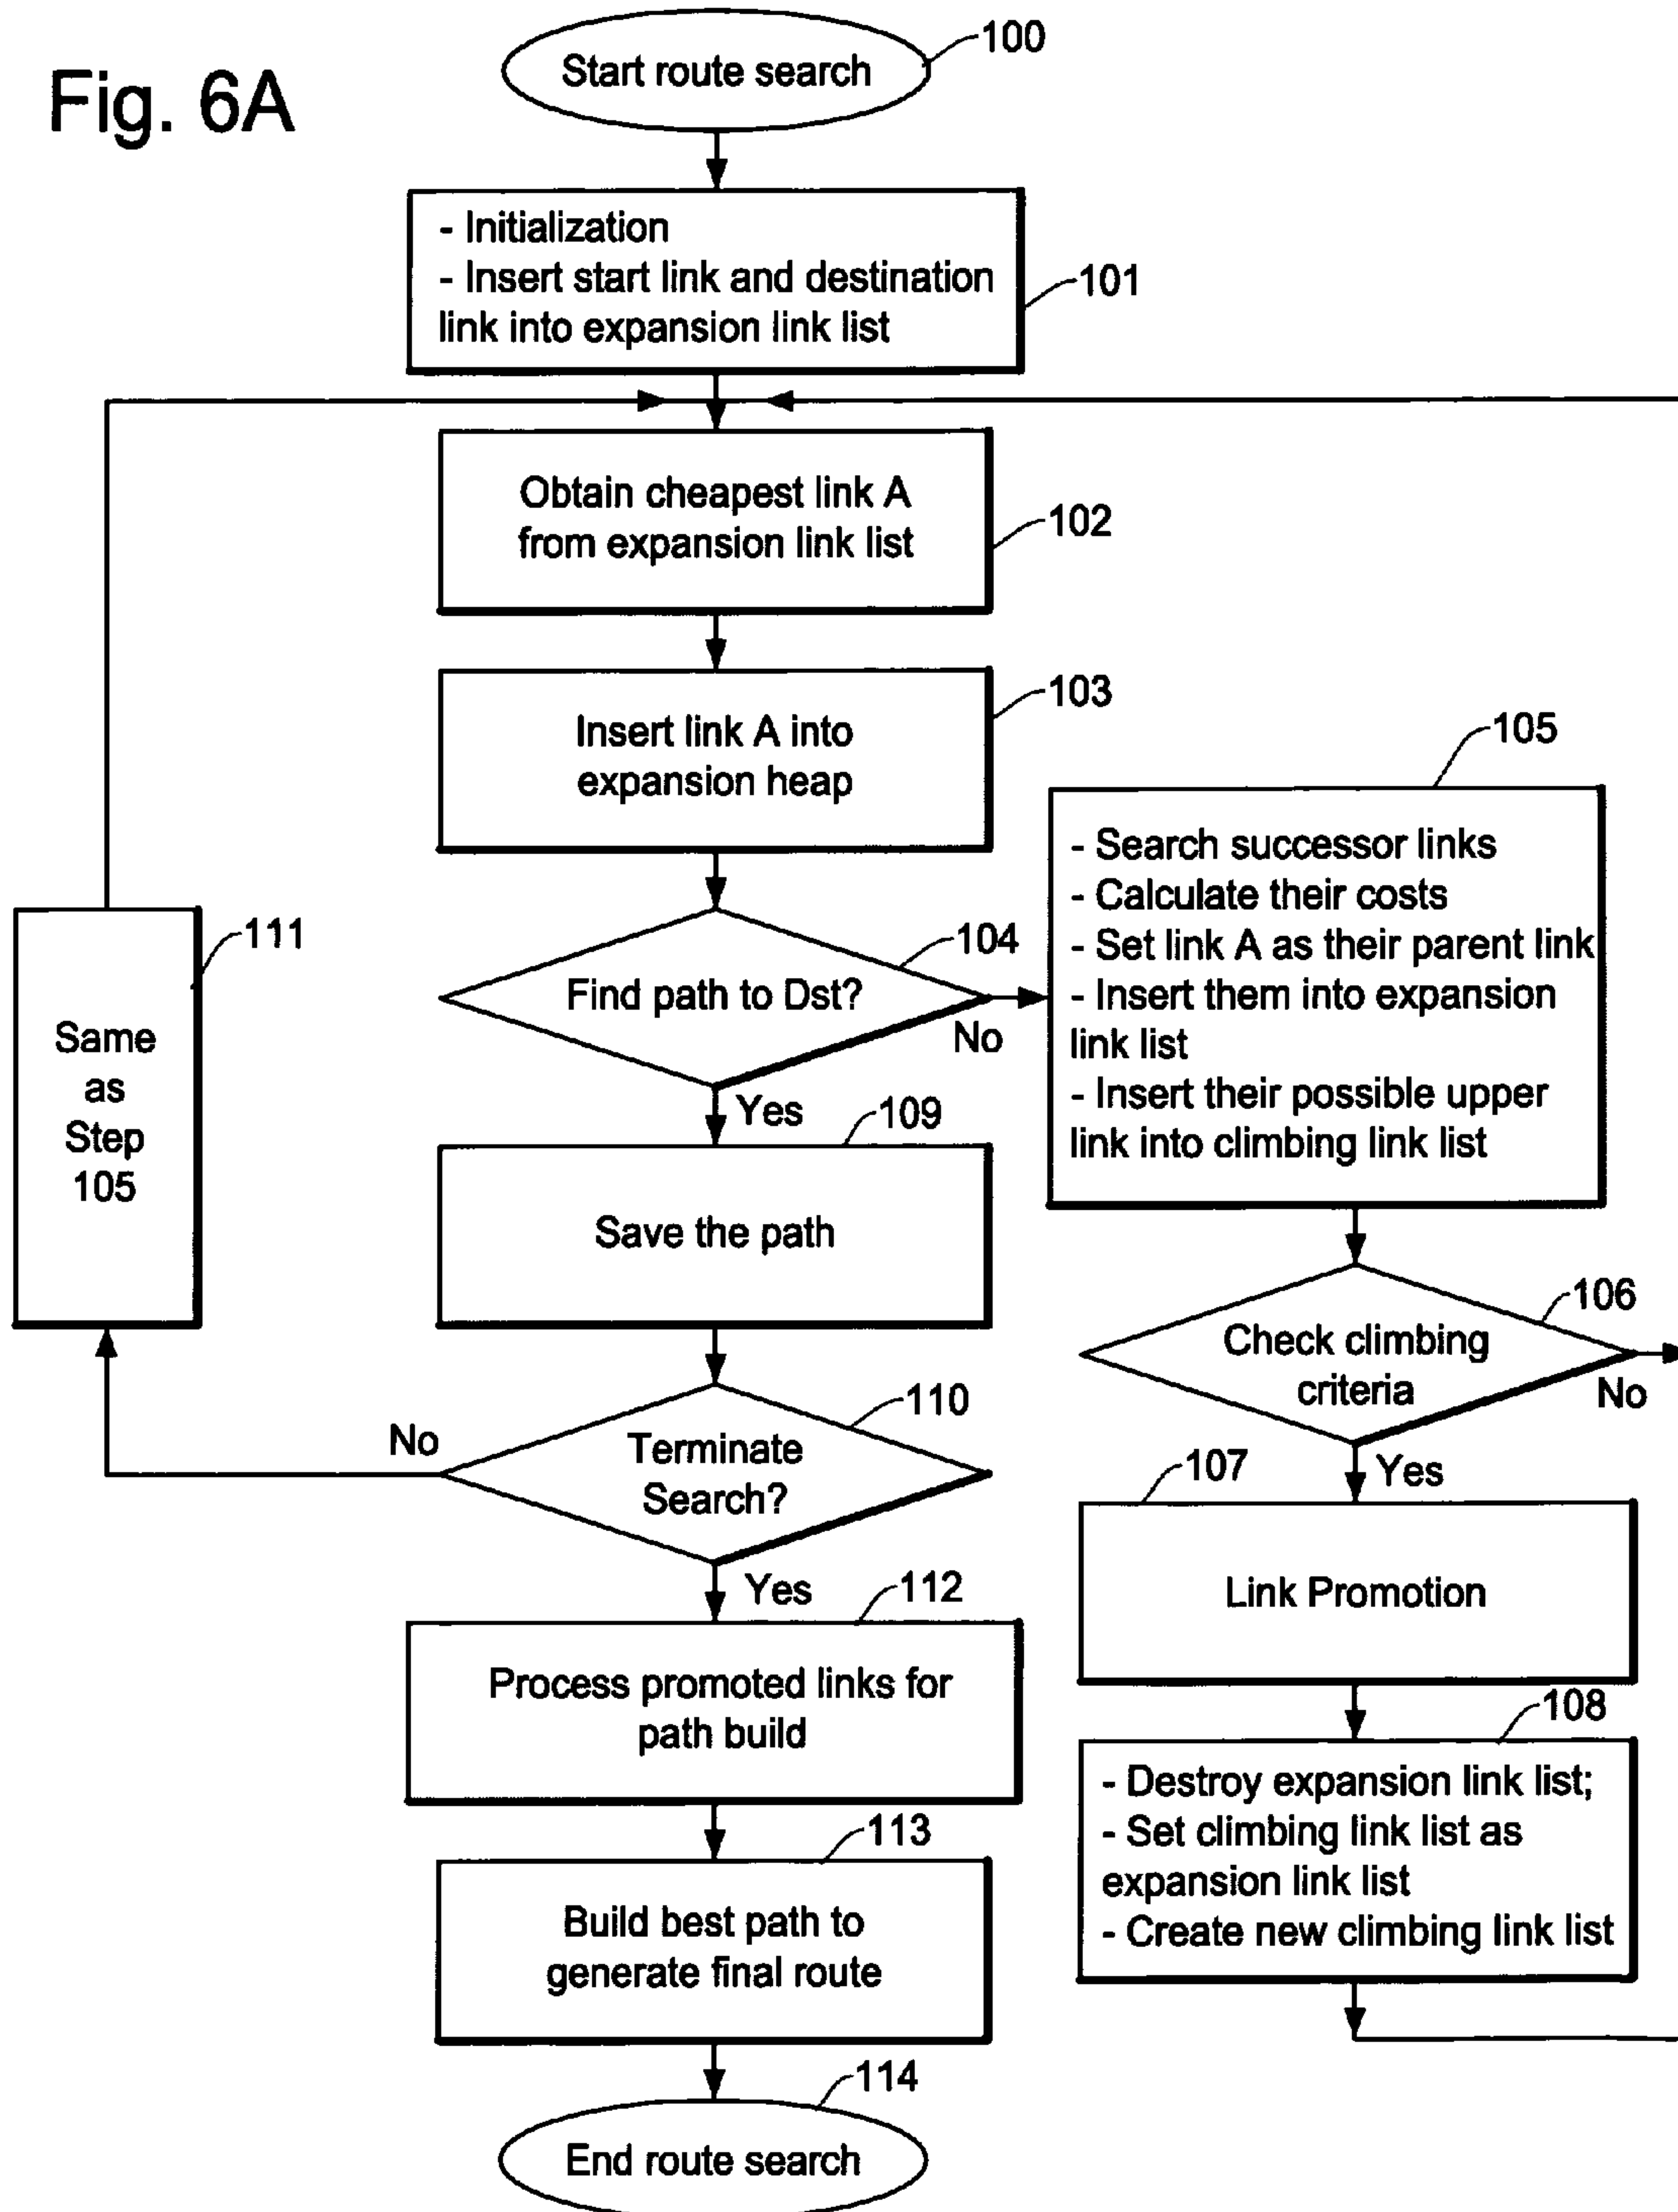 Fig. 6A
Start route search
100
- Initialization
- Insert start link and destination
link into expansion link list
101
Obtain cheapest link A
from expansion link list
102
Insert link A into
expansion heap
103
Find path to Dst?
104
No
Yes
105
- Search successor links
- Calculate their costs
- Set link A as their parent link
- Insert them into expansion
link list
- Insert their possible upper
link into climbing link list
Check climbing
criteria
106
No
Yes
107
Link Promotion
108
- Destroy expansion link list;
- Set climbing link list as
expansion link list
- Create new climbing link list
109
Save the path
Terminate
Search?
110
No
Yes
111
Same
as
Step
105
112
Process promoted links for
path build
113
Build best path to
generate final route
114
End route search